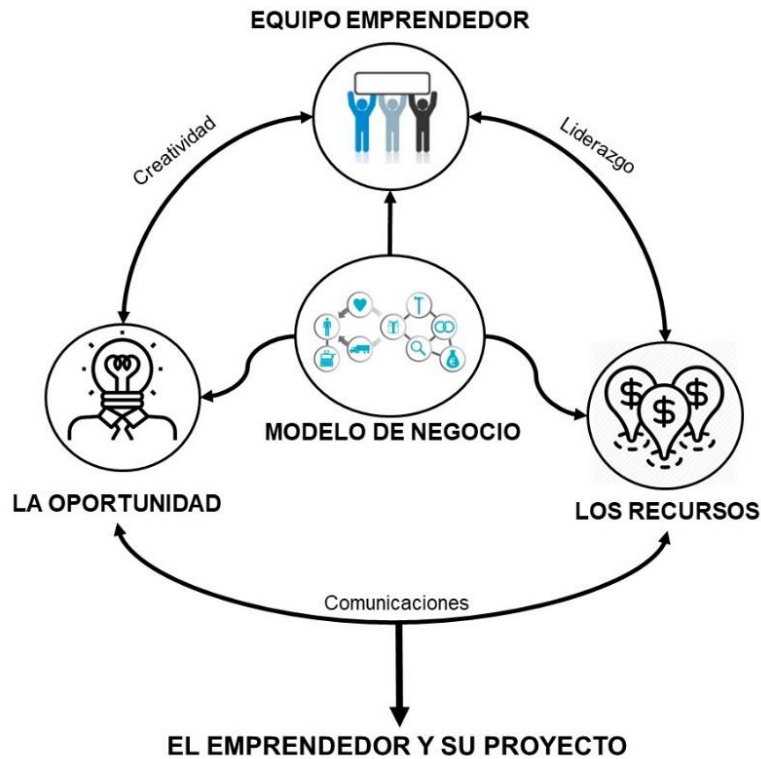 EQUIPO EMPRENDEDOR
Creatividad
Liderazgo
MODELO DE NEGOCIO
LA OPORTUNIDAD
LOS RECURSOS
Comunicaciones
EL EMPRENDEDOR Y SU PROYECTO